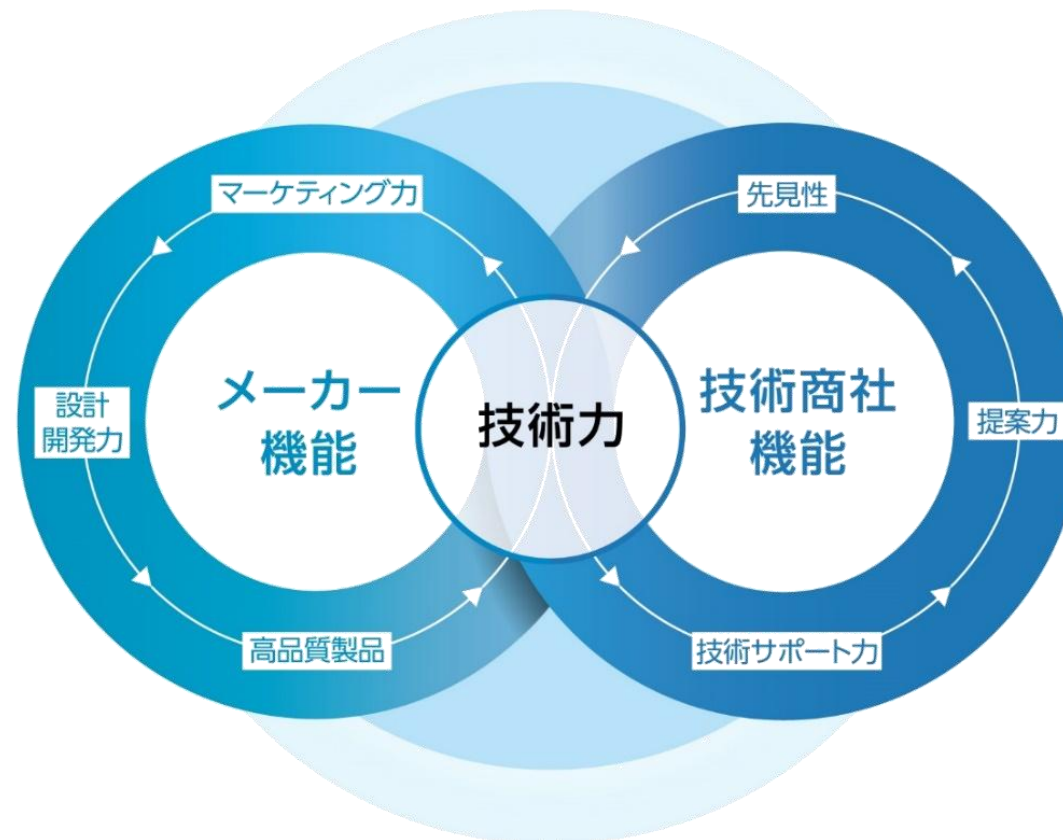 マーケティング力
先見性
メーカー
機能
技術力
技術商社
機能
設計
開発力
提案力
高品質製品
技術サポート力